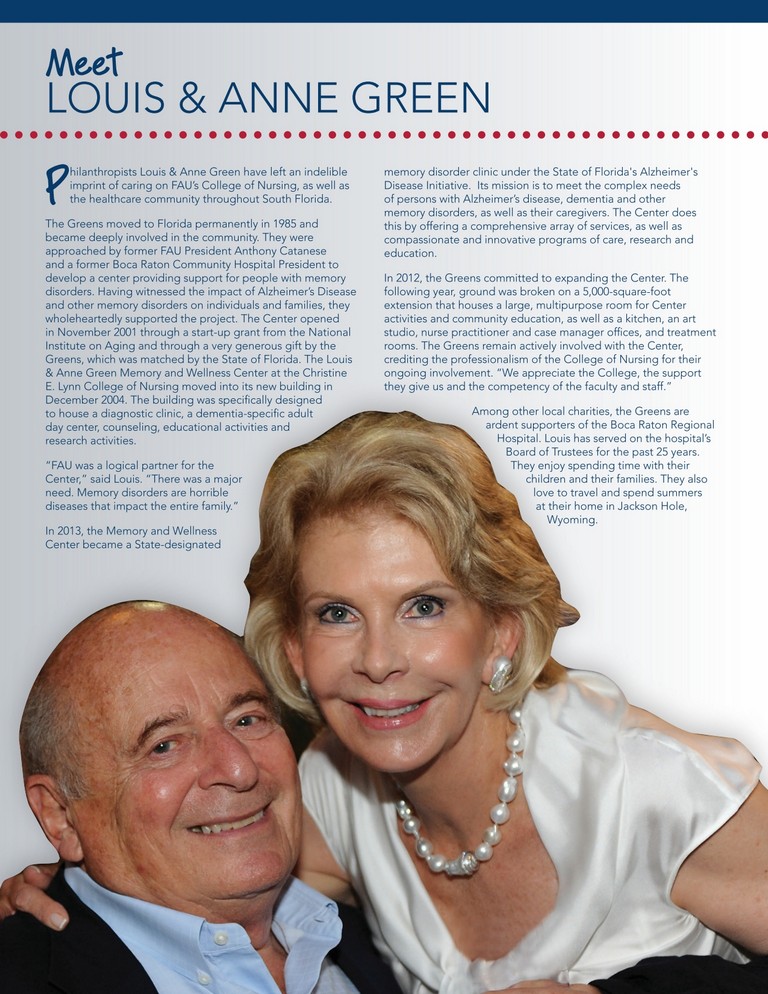 Meet
LOUIS & ANNE GREEN
Philanthropists Louis & Anne Green have left an indelible
imprint of caring on FAU’s College of Nursing, as well as
the healthcare community throughout South Florida.
The Greens moved to Florida permanently in 1985 and
became deeply involved in the community. They were
approached by former FAU President Anthony Catanese
and a former Boca Raton Community Hospital President to
develop a center providing support for people with memory
disorders. Having witnessed the impact of Alzheimer’s Disease
and other memory disorders on individuals and families, they
wholeheartedly supported the project. The Center opened
in November 2001 through a start-up grant from the National
Institute on Aging and through a very generous gift by the
Greens, which was matched by the State of Florida. The Louis
& Anne Green Memory and Wellness Center at the Christine
E. Lynn College of Nursing moved into its new building in
December 2004. The building was specifically designed
to house a diagnostic clinic, a dementia-specific adult
day center, counseling, educational activities and
research activities.
“FAU was a logical partner for the
Center,” said Louis. “There was a major
need. Memory disorders are horrible
diseases that impact the entire family.”
In 2013, the Memory and Wellness
Center became a State-designated
memory disorder clinic under the State of Florida's Alzheimer's
Disease Initiative.  Its mission is to meet the complex needs
of persons with Alzheimer’s disease, dementia and other
memory disorders, as well as their caregivers. The Center does
this by offering a comprehensive array of services, as well as
compassionate and innovative programs of care, research and
education.
In 2012, the Greens committed to expanding the Center. The
following year, ground was broken on a 5,000-square-foot
extension that houses a large, multipurpose room for Center
activities and community education, as well as a kitchen, an art
studio, nurse practitioner and case manager offices, and treatment
rooms. The Greens remain actively involved with the Center,
crediting the professionalism of the College of Nursing for their
ongoing involvement. “We appreciate the College, the support
they give us and the competency of the faculty and staff.”
Among other local charities, the Greens are
ardent supporters of the Boca Raton Regional
Hospital. Louis has served on the hospital’s
Board of Trustees for the past 25 years.
They enjoy spending time with their
children and their families. They also
love to travel and spend summers
at their home in Jackson Hole,
Wyoming.